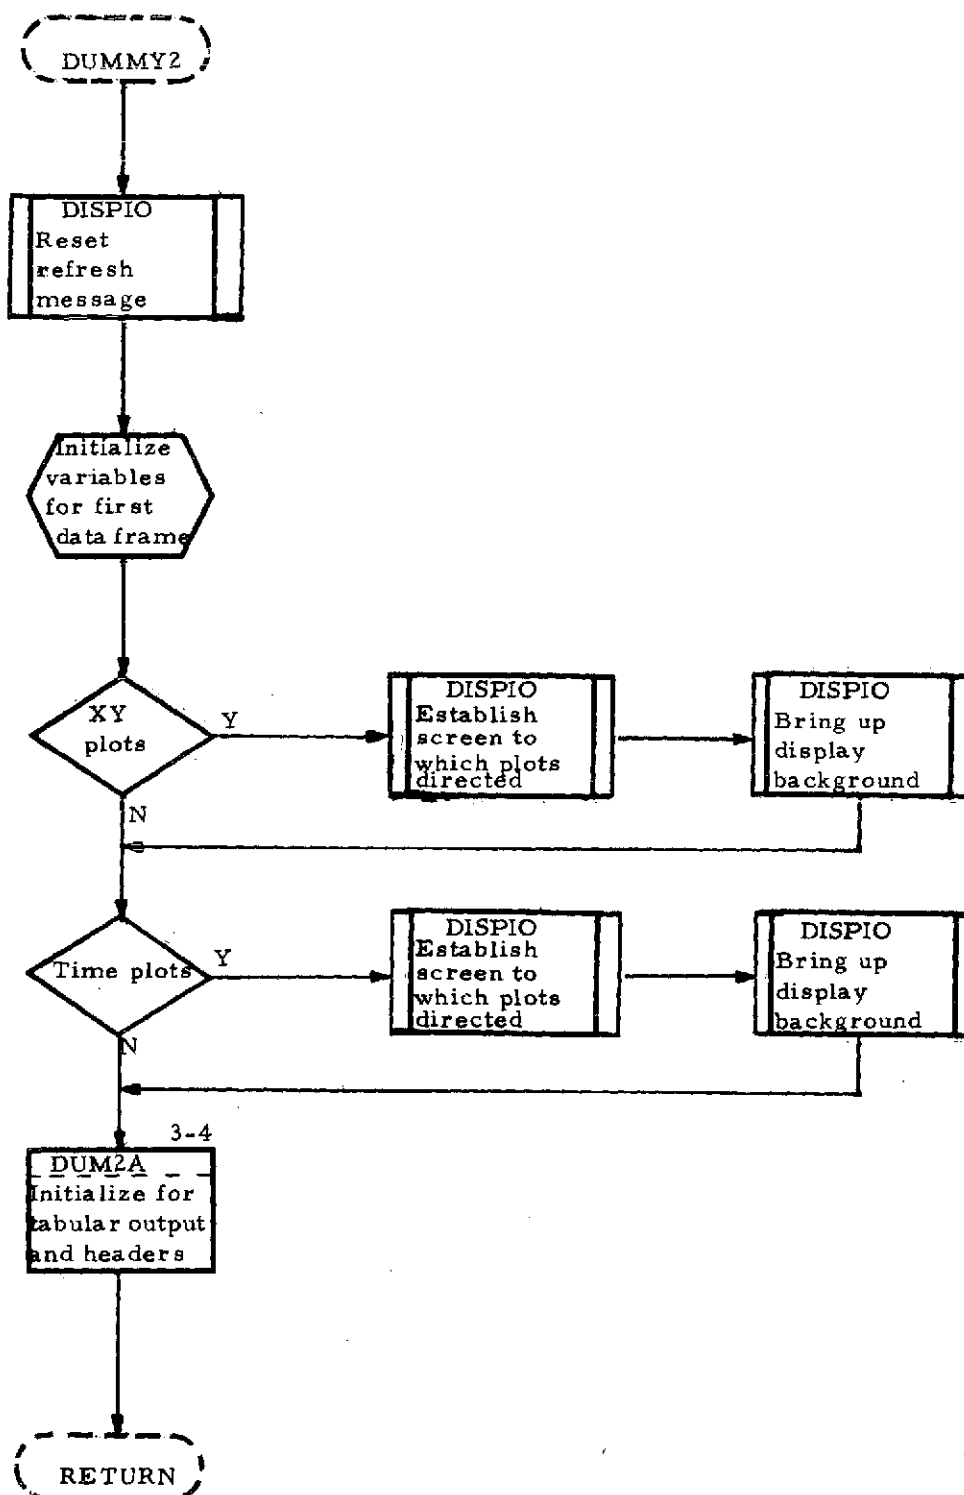 DUMMY2
DISPIO
Reset
refresh
message
Initialize
variables
for first
data frame
XY
plots
Y
N
DISPIO
Establish
screen to
which plots
directed
DISPIO
Bring up
display
background
Time plots
Y
N
DISPIO
Establish
screen to
which plots
directed
DISPIO
Bring up
display
background
3-4
DUM2A
Initialize for
tabular output
and headers
RETURN